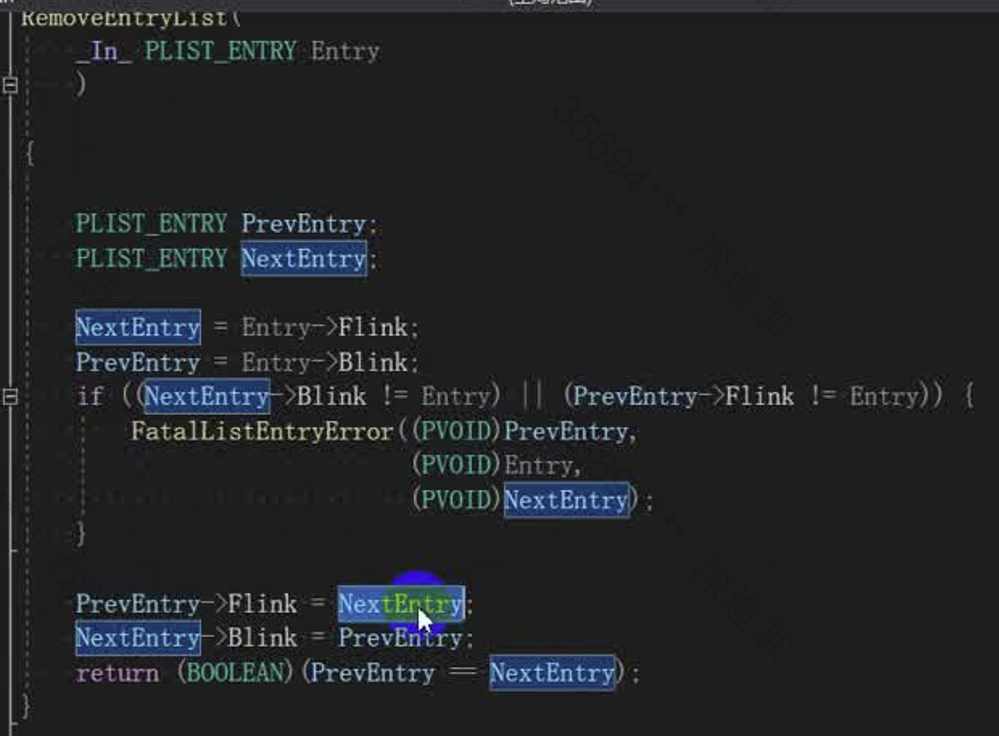 RemoveEntryList(
_In_ PLIST_ENTRY Entry
)
{
PLIST_ENTRY PrevEntry;
PLIST_ENTRY NextEntry;
NextEntry = Entry->Flink;
PrevEntry = Entry->Blink;
if ((NextEntry->Blink != Entry) || (PrevEntry->Flink != Entry)) {
FatalListEntryError((PVOID)PrevEntry,
(PVOID)Entry,
(PVOID)NextEntry);
}
PrevEntry->Flink = NextEntry;
NextEntry->Blink = PrevEntry;
return (BOOLEAN)(PrevEntry == NextEntry);
}